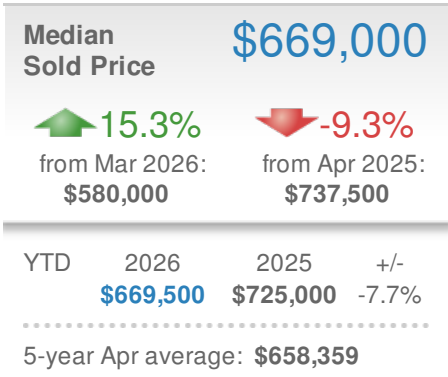 Median $669,000
Sold Price
15.3% -9.3%
from Mar 2026: from Apr 2025:
$580,000 $737,500
YTD 2026 2025 +/-
$669,500 $725,000 -7.7%
5-year Apr average: $658,359